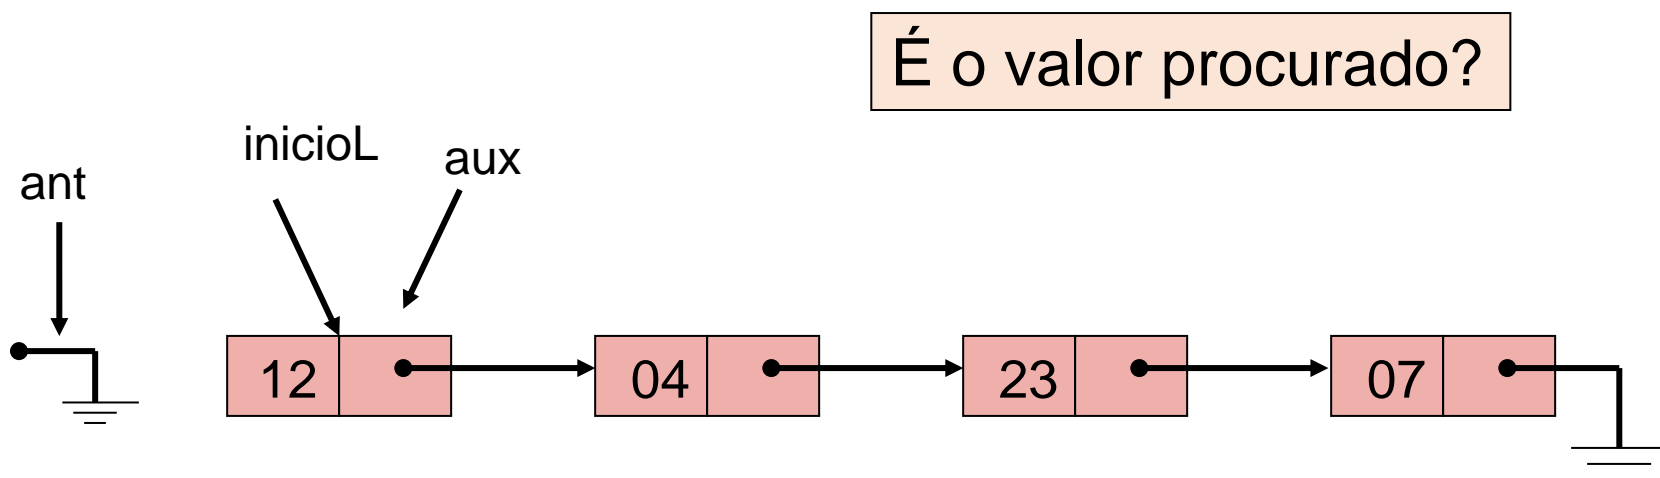 É o valor procurado?
inicioL
aux
ant
12
04
23
07